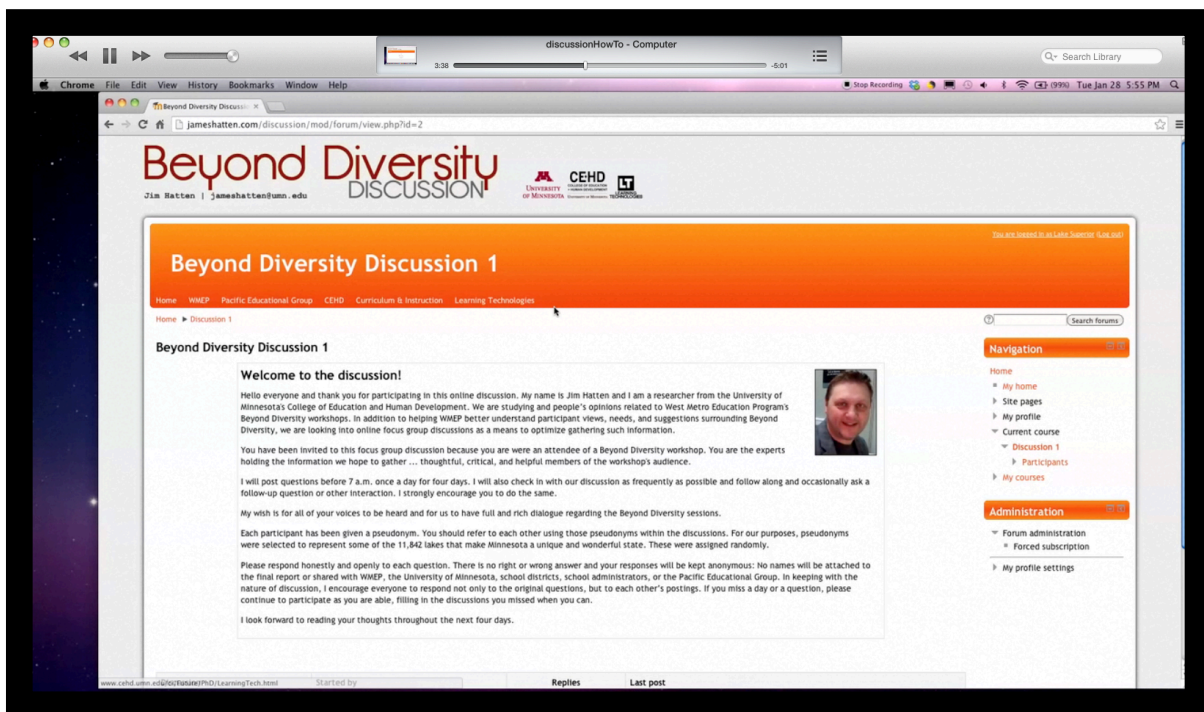 discussionHowTo - Computer
3:38
-5:01
Search Library
Chrome File Edit View History Bookmarks Window Help
Stop Recording
(99%) Tue Jan 28 5:55 PM
Beyond Diversity Discussi
jameshatten.com/discussion/mod/forum/view.php?id=2
Beyond Diversity
DISCUSSION
Jim Hatten | jameshatten@umn.edu
UNIVERSITY
OF MINNESOTA
CEHD
LT
LEARNING
TECHNOLOGIES
You are logged in as Lake Superior (Log out)
Beyond Diversity Discussion 1
Home WMEP Pacific Educational Group CEHD Curriculum & Instruction Learning Technologies
Home ▶ Discussion 1
Search forums
Beyond Diversity Discussion 1
Welcome to the discussion!
Hello everyone and thank you for participating in this online discussion. My name is Jim Hatten and I am a researcher from the University of
Minnesota's College of Education and Human Development. We are studying and people's opinions related to West Metro Education Program's
Beyond Diversity workshops. In addition to helping WMEP better understand participant views, needs, and suggestions surrounding Beyond
Diversity, we are looking into online focus group discussions as a means to optimize gathering such information.
You have been invited to this focus group discussion because you are were an attendee of a Beyond Diversity workshop. You are the experts
holding the information we hope to gather ... thoughtful, critical, and helpful members of the workshop's audience.
I will post questions before 7 a.m. once a day for four days. I will also check in with our discussion as frequently as possible and follow along and occasionally ask a
follow-up question or other interaction. I strongly encourage you to do the same.
My wish is for all of your voices to be heard and for us to have full and rich dialogue regarding the Beyond Diversity sessions.
Each participant has been given a pseudonym. You should refer to each other using those pseudonyms within the discussions. For our purposes, pseudonyms
were selected to represent some of the 11,842 lakes that make Minnesota a unique and wonderful state. These were assigned randomly.
Please respond honestly and openly to each question. There is no right or wrong answer and your responses will be kept anonymous: No names will be attached to
the final report or shared with WMEP, the University of Minnesota, school districts, school administrators, or the Pacific Educational Group. In keeping with the
nature of discussion, I encourage everyone to respond not only to the original questions, but to each other's postings. If you miss a day or a question, please
continue to participate as you are able, filling in the discussions you missed when you can.
I look forward to reading your thoughts throughout the next four days.
Navigation
Home
My home
Site pages
My profile
Current course
Discussion 1
Participants
My courses
Administration
Forum administration
Forced subscription
My profile settings
Started by Replies Last post